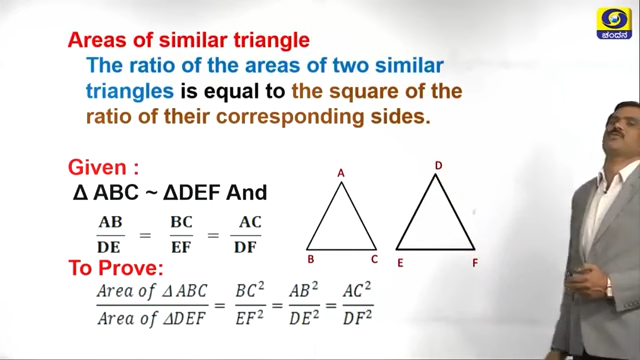 Areas of similar triangle
The ratio of the areas of two similar
triangles is equal to the square of the
ratio of their corresponding sides.
Given :
Δ ABC ~ ΔDEF And
AB/DE = BC/EF = AC/DF
To Prove:
Area of △ABC/Area of △DEF = BC²/EF² = AB²/DE² = AC²/DF²
A
B C
D
E F
ಚಂದನ